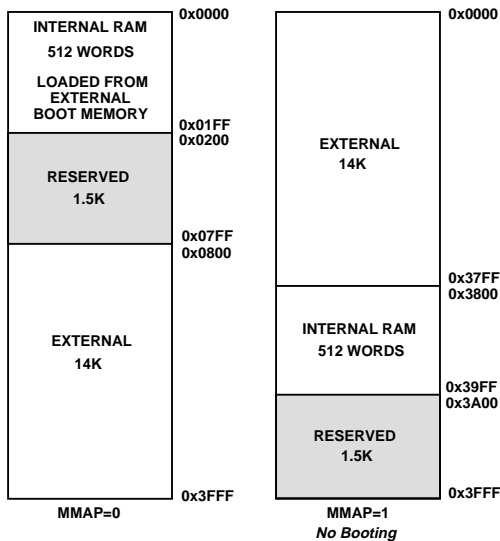 INTERNAL RAM
512 WORDS
LOADED FROM
EXTERNAL
BOOT MEMORY
0x0000
0x01FF
0x0200
RESERVED
1.5K
0x07FF
0x0800
EXTERNAL
14K
0x3FFF
MMAP=0
0x0000
EXTERNAL
14K
0x37FF
0x3800
INTERNAL RAM
512 WORDS
0x39FF
0x3A00
RESERVED
1.5K
0x3FFF
MMAP=1
No Booting